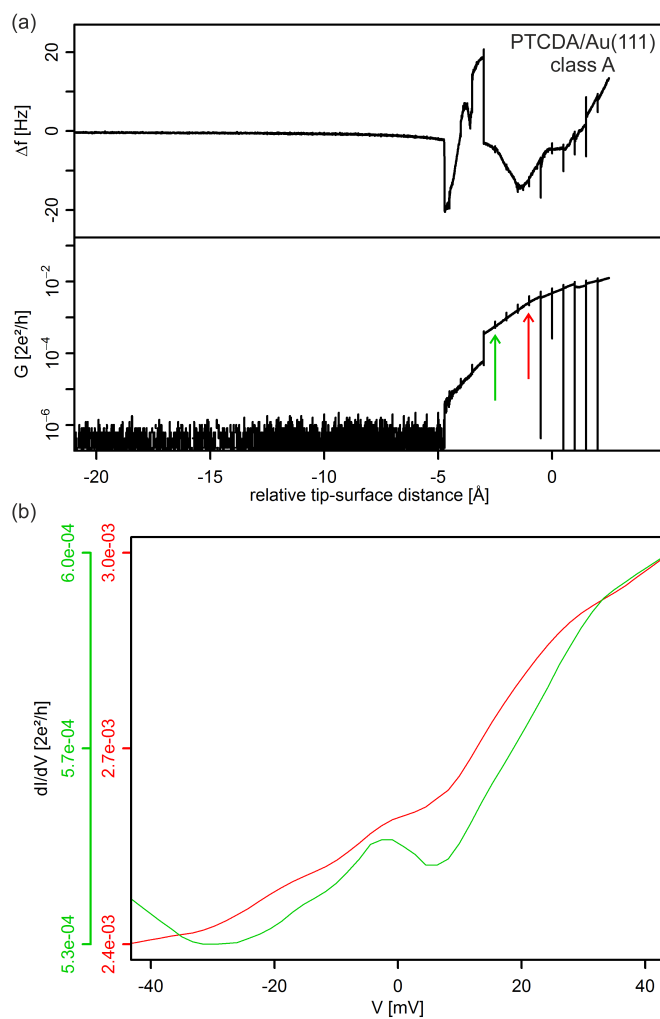 (a)
PTCDA/Au(111)
class A
Δf [Hz]
20
0
-20
G [2e²/h]
10⁻²
10⁻⁴
10⁻⁶
-20
-15
-10
-5
0
relative tip-surface distance [Å]
(b)
dI/dV [2e²/h]
6.0e-04
5.7e-04
5.3e-04
3.0e-03
2.7e-03
2.4e-03
-40
-20
0
20
40
V [mV]